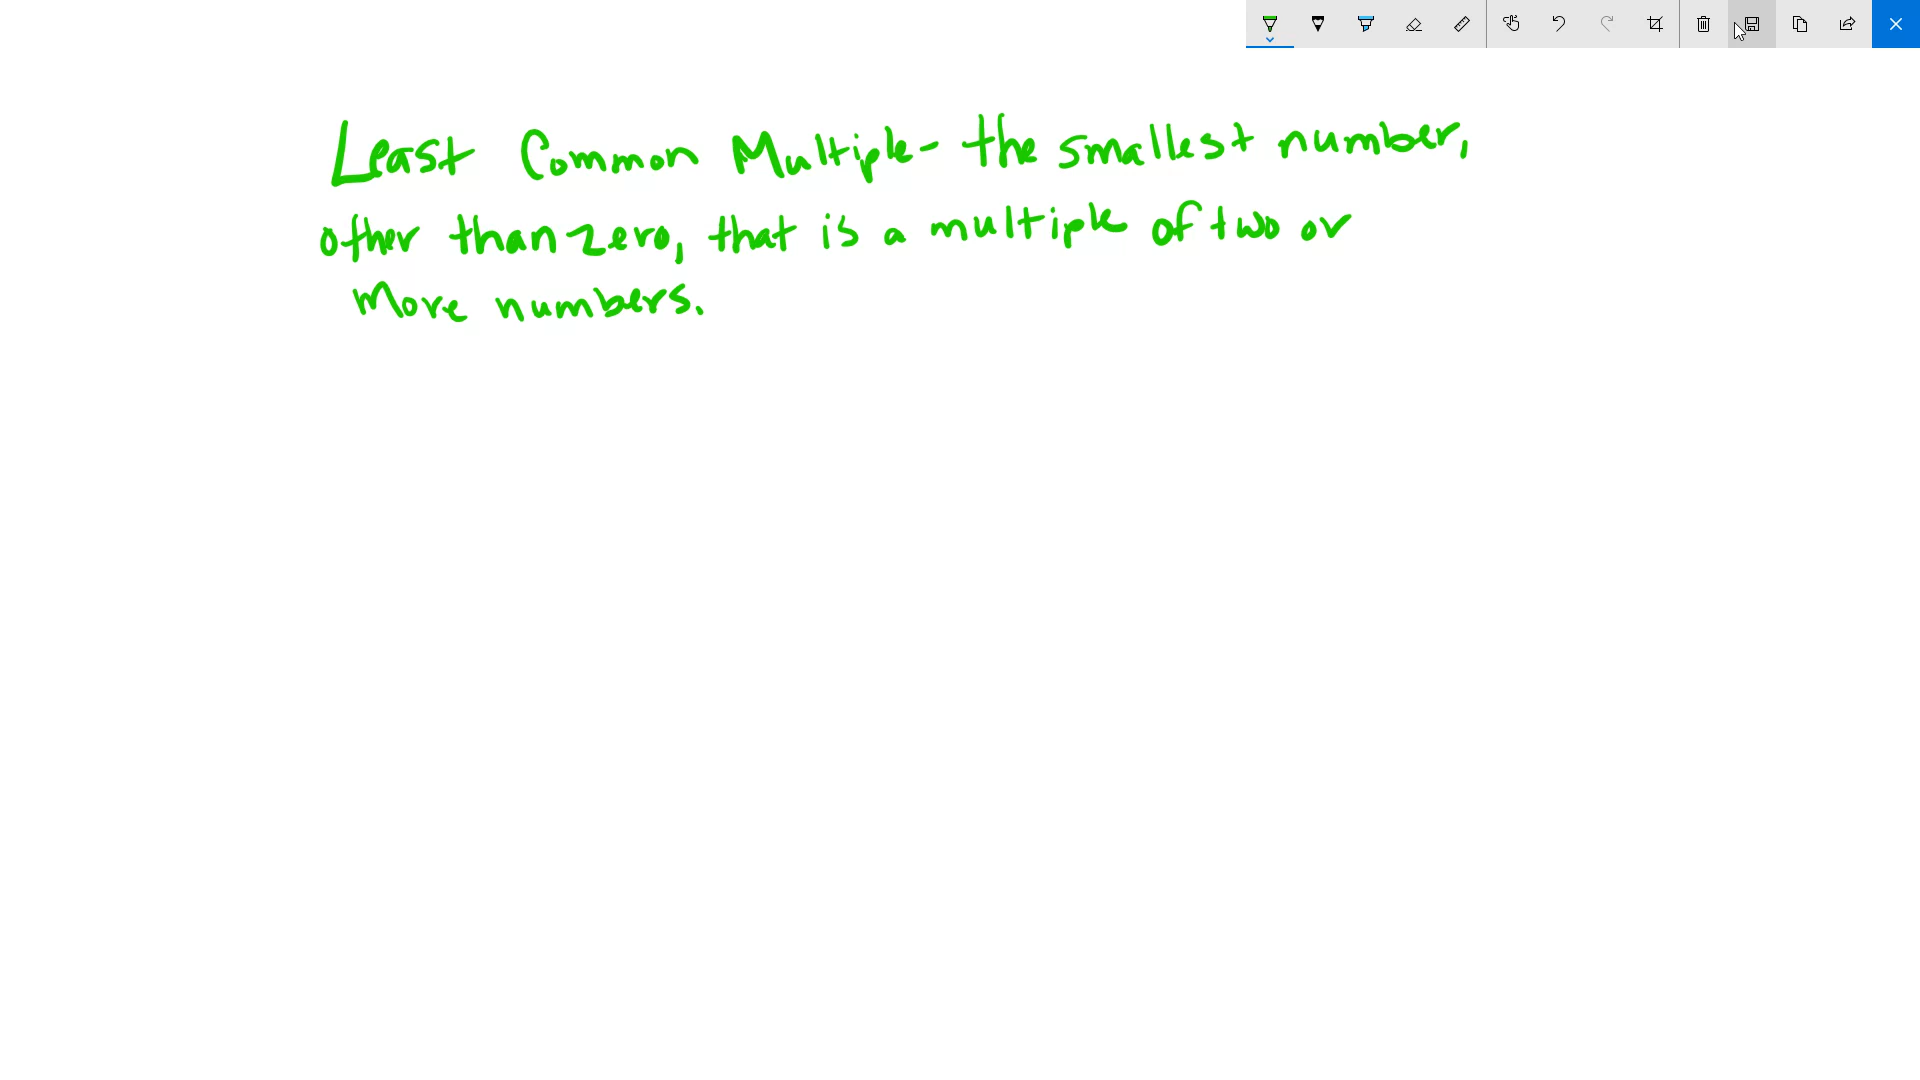 Least Common Multiple- the smallest number,
other than zero, that is a multiple of two or
more numbers.